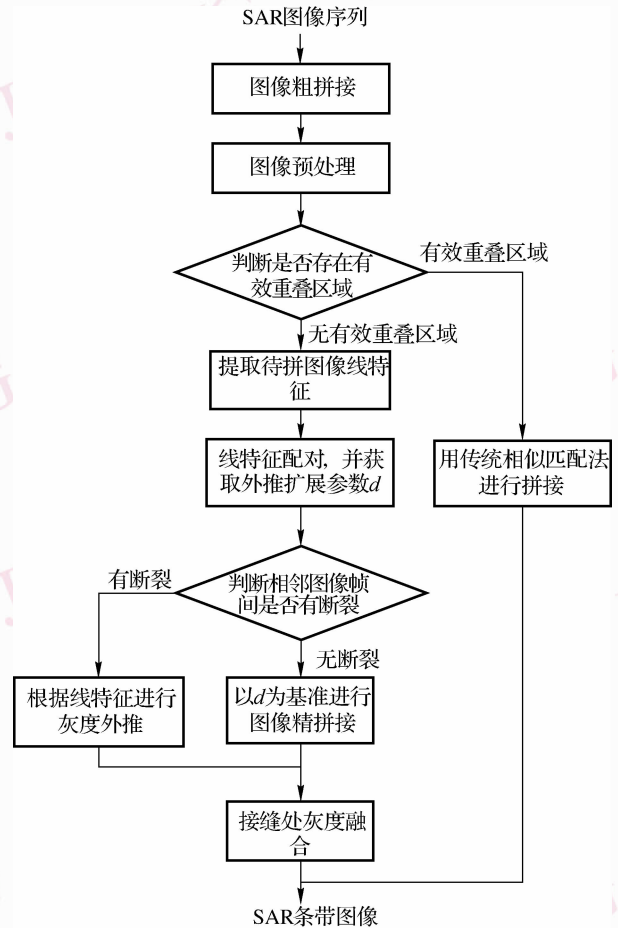 SAR图像序列
图像粗拼接
图像预处理
判断是否存在有
效重叠区域
有效重叠区域
无有效重叠区域
提取待拼图像线特
征
线特征配对，并获
取外推扩展参数d
用传统相似匹配法
进行拼接
判断相邻图像帧
间是否有断裂
有断裂
无断裂
根据线特征进行
灰度外推
以d为基准进行
图像精拼接
接缝处灰度融
合
SAR条带图像